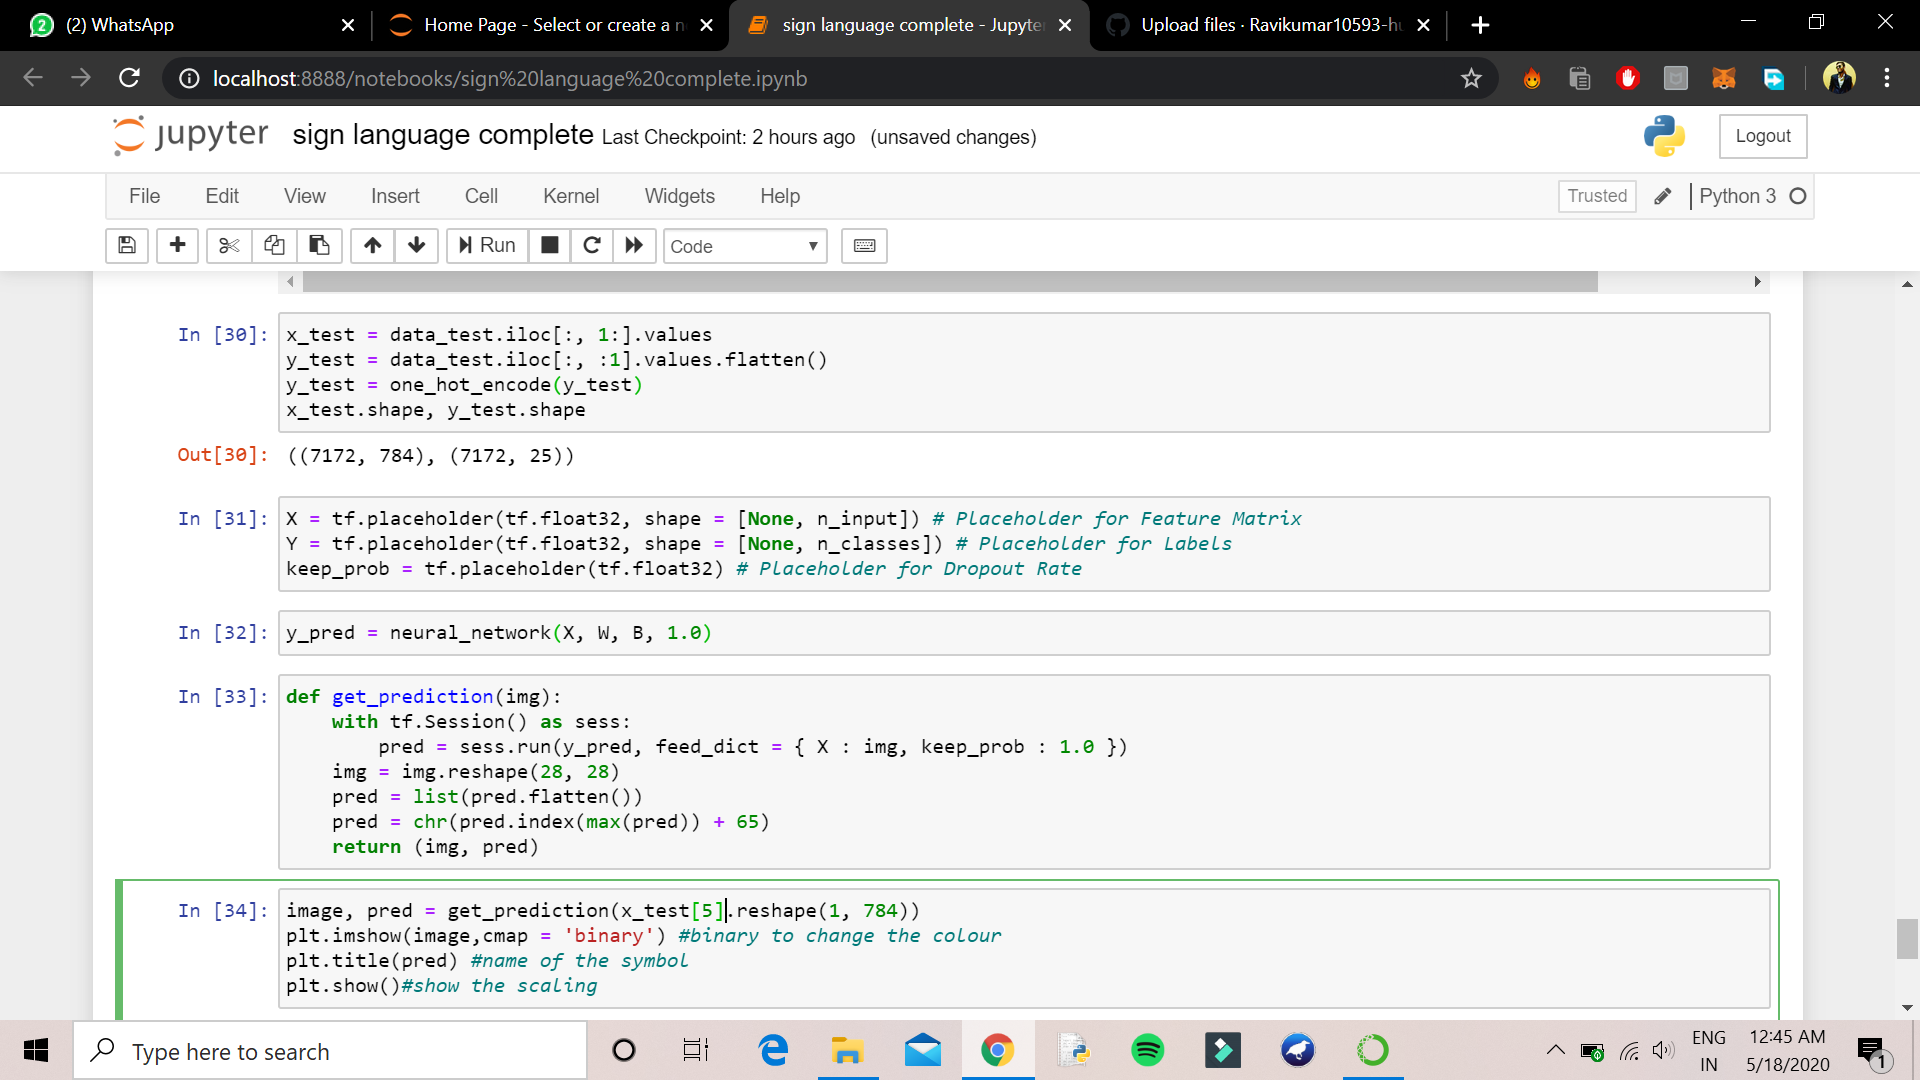 (2) WhatsApp
Home Page - Select or create a n
sign language complete - Jupyter
Upload files · Ravikumar10593-hu
localhost:8888/notebooks/sign%20language%20complete.ipynb
jupyter sign language complete Last Checkpoint: 2 hours ago (unsaved changes)
Logout
File Edit View Insert Cell Kernel Widgets Help
Trusted Python 3
Run Code
In [30]: x_test = data_test.iloc[:, 1:].values
y_test = data_test.iloc[:, :1].values.flatten()
y_test = one_hot_encode(y_test)
x_test.shape, y_test.shape
Out[30]: ((7172, 784), (7172, 25))
In [31]: X = tf.placeholder(tf.float32, shape = [None, n_input]) # Placeholder for Feature Matrix
Y = tf.placeholder(tf.float32, shape = [None, n_classes]) # Placeholder for Labels
keep_prob = tf.placeholder(tf.float32) # Placeholder for Dropout Rate
In [32]: y_pred = neural_network(X, W, B, 1.0)
In [33]: def get_prediction(img):
with tf.Session() as sess:
pred = sess.run(y_pred, feed_dict = { X : img, keep_prob : 1.0 })
img = img.reshape(28, 28)
pred = list(pred.flatten())
pred = chr(pred.index(max(pred)) + 65)
return (img, pred)
In [34]: image, pred = get_prediction(x_test[5].reshape(1, 784))
plt.imshow(image,cmap = 'binary') #binary to change the colour
plt.title(pred) #name of the symbol
plt.show()#show the scaling
Type here to search
ENG
IN
12:45 AM
5/18/2020
1